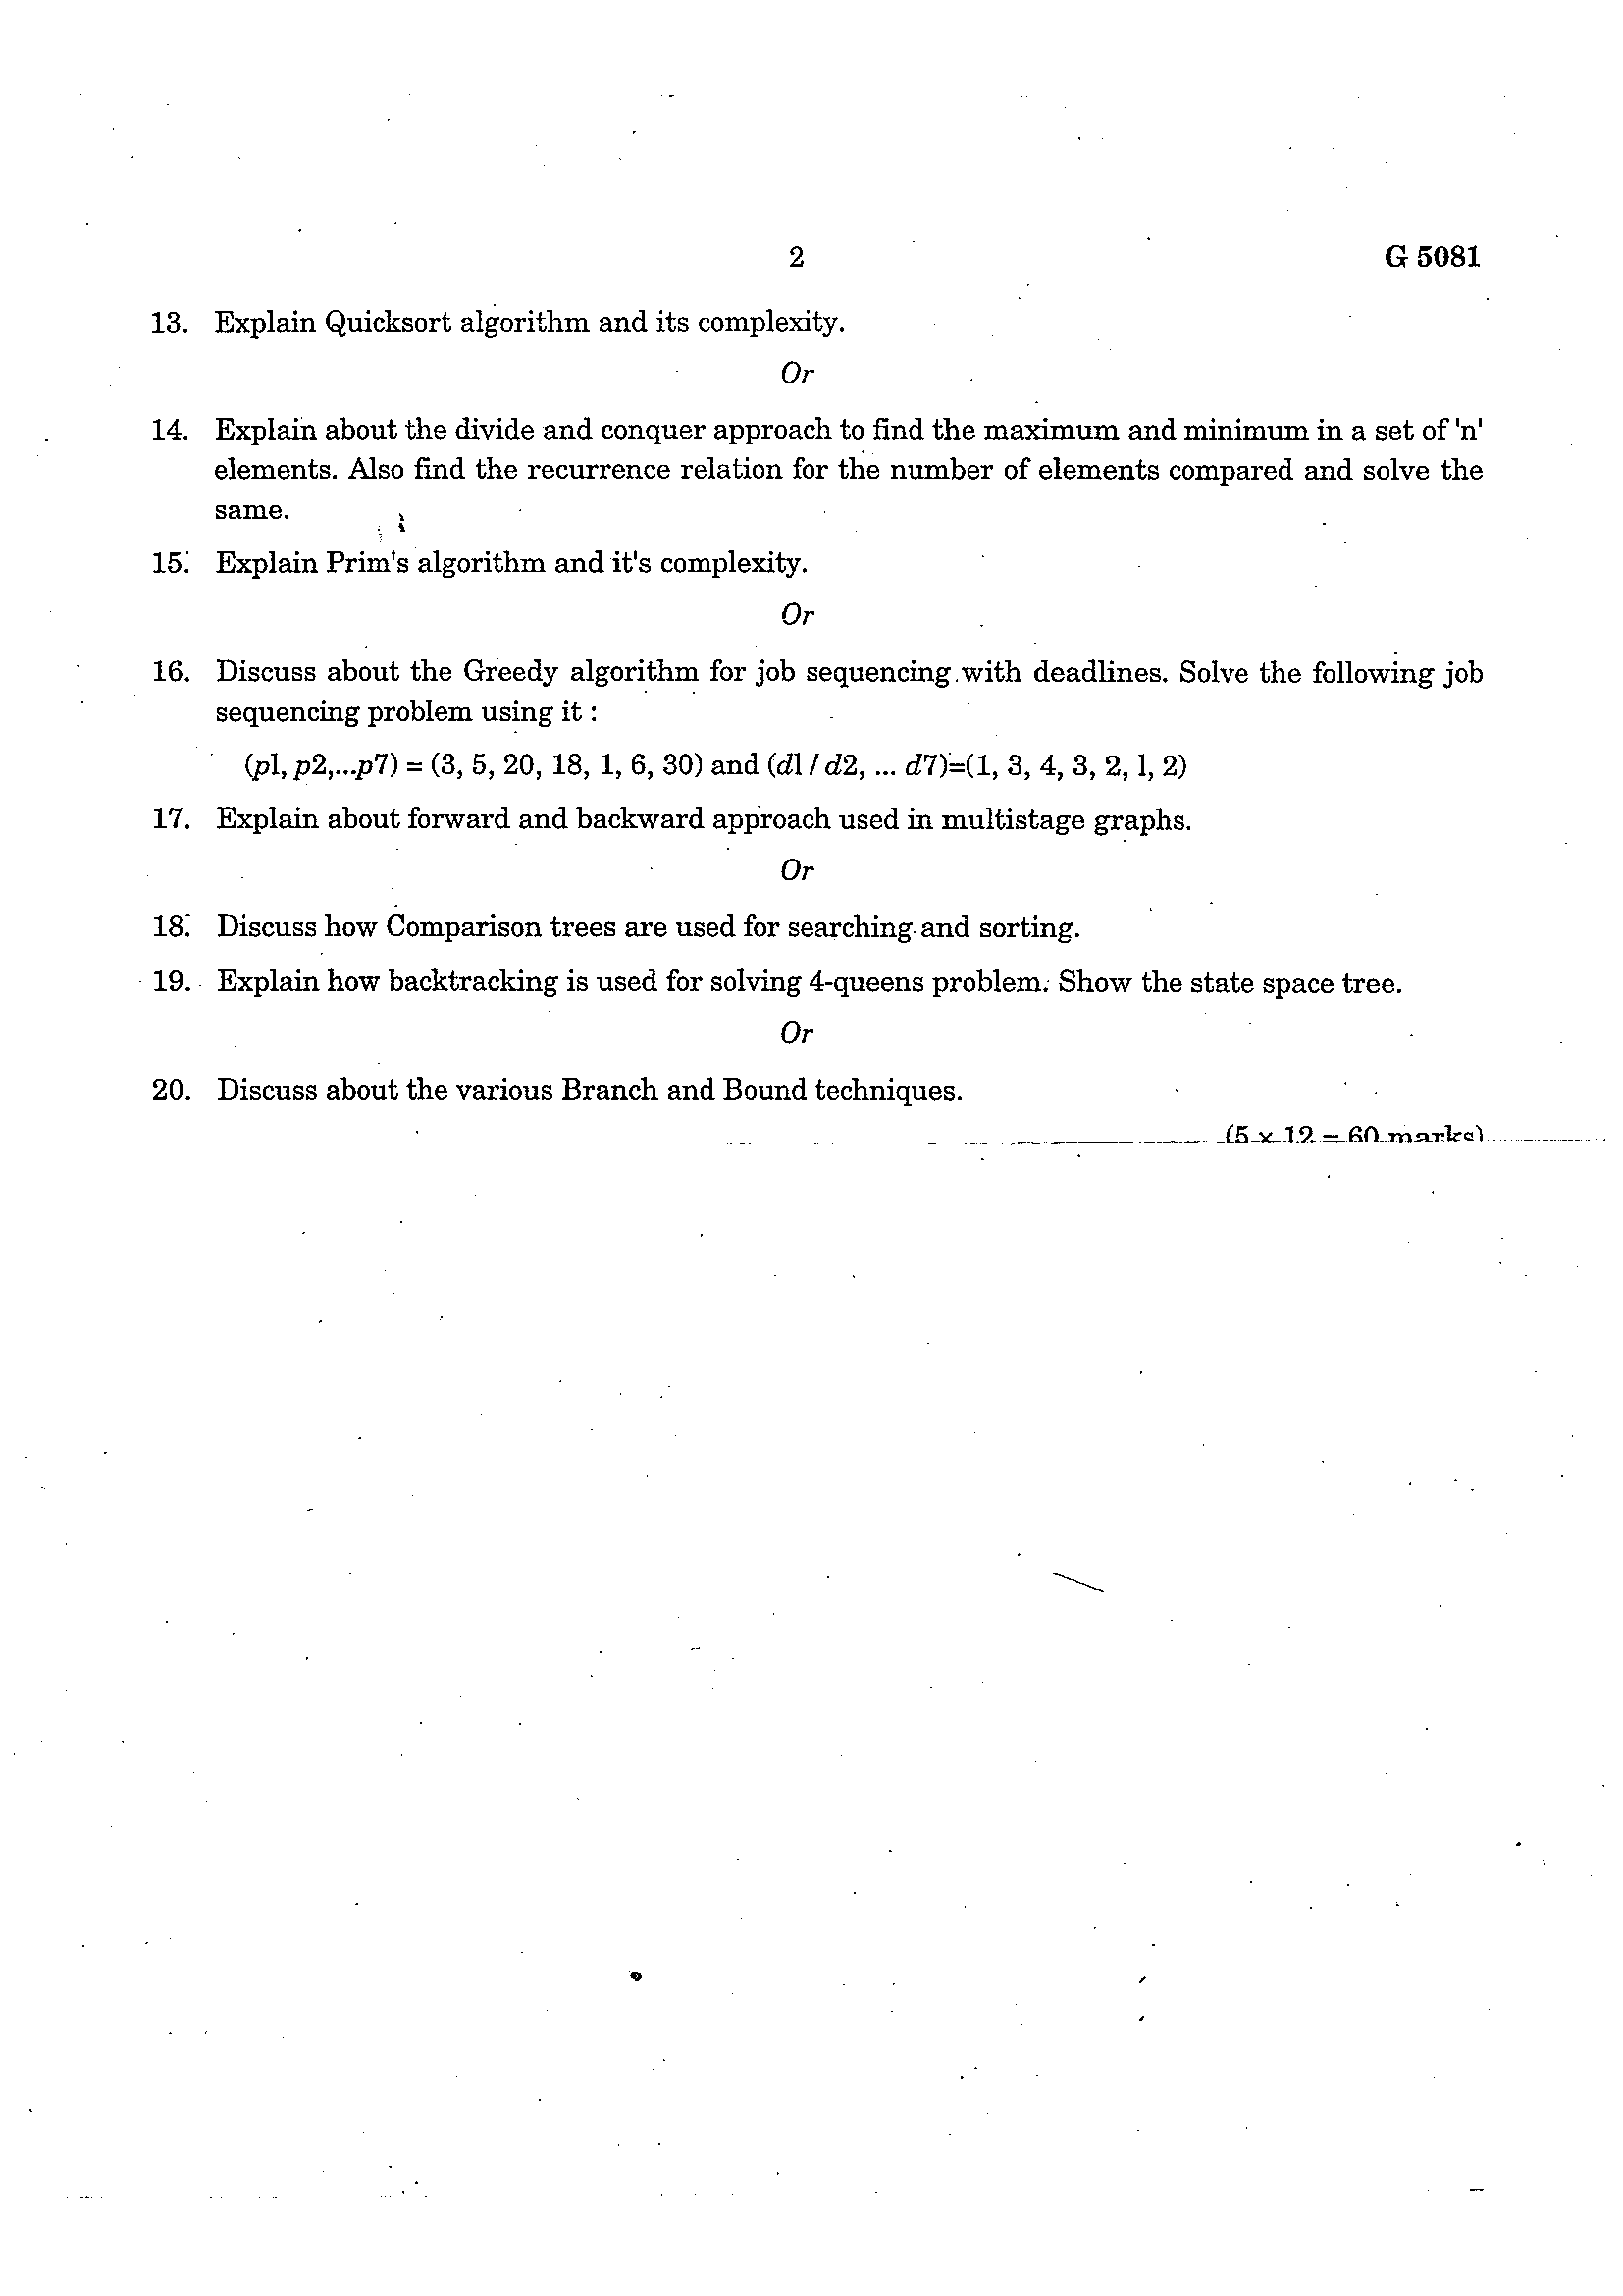 2
G 5081
13. Explain Quicksort algorithm and its complexity.
Or
14. Explain about the divide and conquer approach to find the maximum and minimum in a set of 'n'
elements. Also find the recurrence relation for the number of elements compared and solve the
same.
15. Explain Prim's algorithm and it's complexity.
Or
16. Discuss about the Greedy algorithm for job sequencing with deadlines. Solve the following job
sequencing problem using it :
(p1, p2,...p7) = (3, 5, 20, 18, 1, 6, 30) and (d1 / d2, ... d7)=(1, 3, 4, 3, 2, 1, 2)
17. Explain about forward and backward approach used in multistage graphs.
Or
18. Discuss how Comparison trees are used for searching and sorting.
19. Explain how backtracking is used for solving 4-queens problem. Show the state space tree.
Or
20. Discuss about the various Branch and Bound techniques.
(5 x 12 = 60 marks)